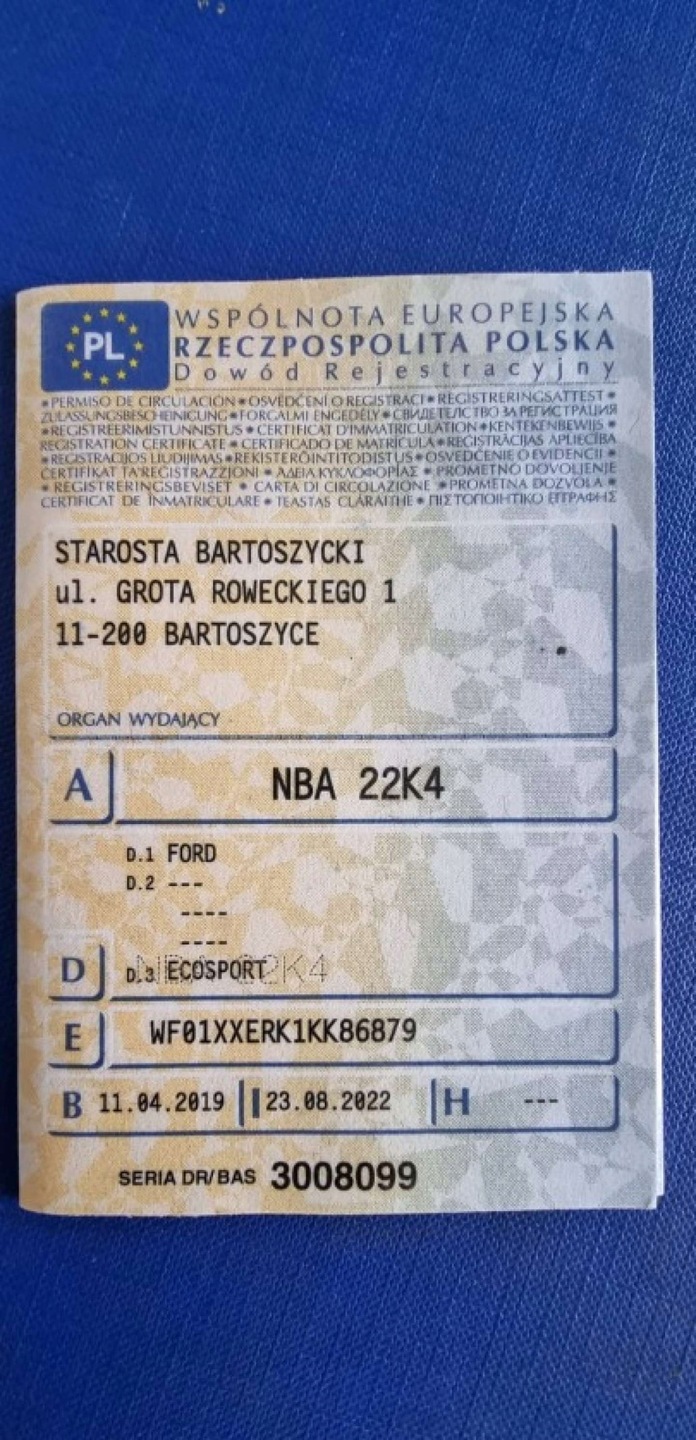 PL
WSPÓLNOTA EUROPEJSKA
RZECZPOSPOLITA POLSKA
Dowód Rejestracyjny
* PERMISO DE CIRCULACIÓN * OSVĚDČENÍ O REGISTRACI * REGISTRERINGSATTEST *
ZULASSUNGSBESCHEINIGUNG * FORGALMI ENGEDÉLY * СВИДЕТЕЛСТВО ЗА РЕГИСТРАЦИЯ
* REGISTREERIMISTUNNISTUS * CERTIFICAT D'IMMATRICULATION * KENTEKENBEWIJS *
REGISTRATION CERTIFICATE * CERTIFICADO DE MATRÍCULA * REĢISTRĀCIJAS APLIECĪBA
* REGISTRACIJOS LIUDIJIMAS * REKISTERÖINTITODISTUS * OSVEDČENIE O EVIDENCII *
ĊERTIFIKAT TA'REĠISTRAZZJONI * ΑΔΕΙΑ ΚΥΚΛΟΦΟΡΙΑΣ * PROMETNO DOVOLJENJE
* REGISTRERINGSBEVISET * CARTA DI CIRCOLAZIONE * PROMETNA DOZVOLA *
CERTIFICAT DE ÎNMATRICULARE * TEASTAS CLÁRAITHE * ΠΙΣΤΟΠΟΙΗΤΙΚΟ ΕΓΓΡΑΦΗΣ
STAROSTA BARTOSZYCKI
ul. GROTA ROWECKIEGO 1
11-200 BARTOSZYCE
ORGAN WYDAJĄCY
A NBA 22K4
D.1 FORD
D.2 ---
----
----
D D.3 ECOSPORT
NBA 22K4
E WF01XXERK1KK86879
B 11.04.2019 I 23.08.2022 H ---
SERIA DR/BAS 3008099